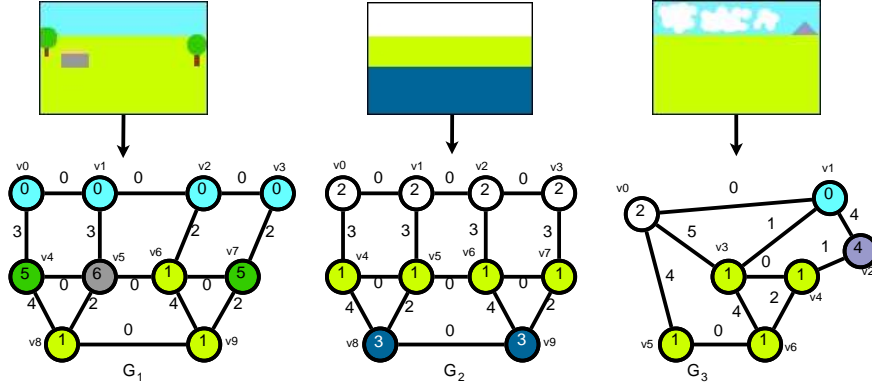 v0 v1 v2 v3
0 0 0
0 0 0 0
3 3 2 2
v4 v5 v6 v7
5 0 6 0 1 0 5
4 2 4 2
v8 1 0 1 v9
G1
v0 v1 v2 v3
0 0 0
2 2 2 2
3 3 3 3
v4 v5 v6 v7
1 0 1 0 1 0 1
4 2 4 2
v8 3 0 3 v9
G2
v0 v1
0
2 0
5 1 4
v3 1 4 v2
4 1 0 1 v4
4 2
v5 1 0 1 v6
G3